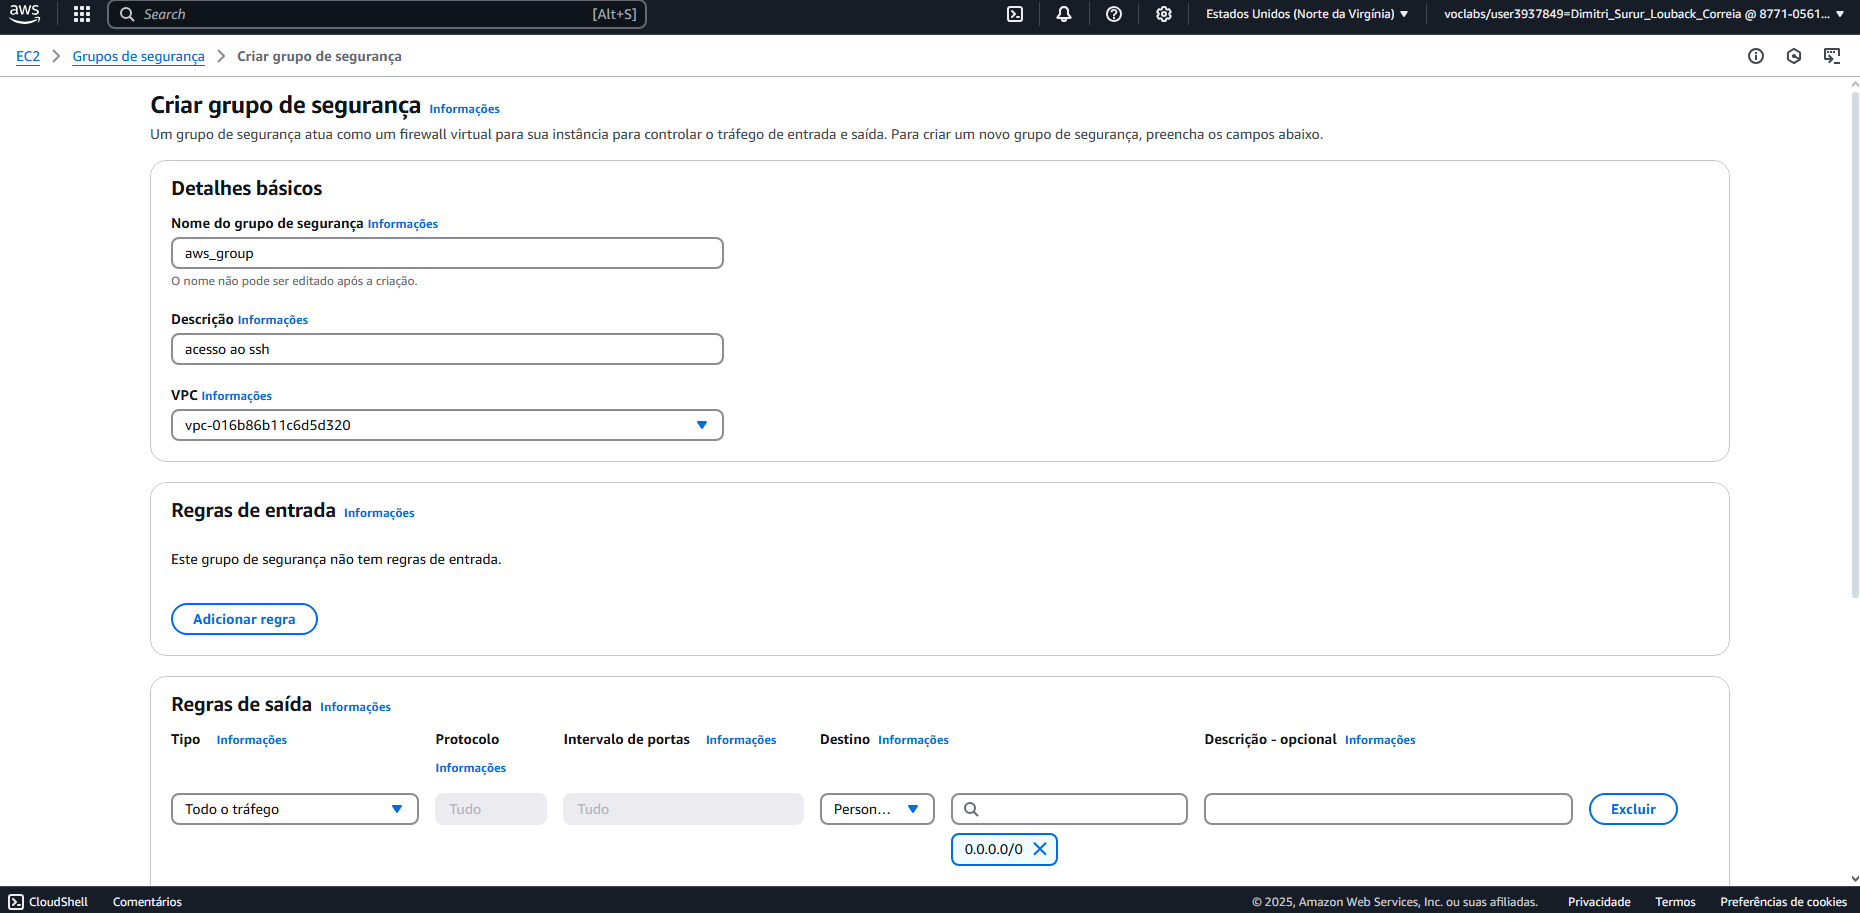 aws Search [Alt+S] Estados Unidos (Norte da Virgínia) voclabs/user3937849=Dimitri_Surur_Louback_Correia @ 8771-0561...
EC2 Grupos de segurança Criar grupo de segurança
Criar grupo de segurança Informações
Um grupo de segurança atua como um firewall virtual para sua instância para controlar o tráfego de entrada e saída. Para criar um novo grupo de segurança, preencha os campos abaixo.
Detalhes básicos
Nome do grupo de segurança Informações
aws_group
O nome não pode ser editado após a criação.
Descrição Informações
acesso ao ssh
VPC Informações
vpc-016b86b11c6d5d320
Regras de entrada Informações
Este grupo de segurança não tem regras de entrada.
Adicionar regra
Regras de saída Informações
Tipo Informações Protocolo Intervalo de portas Informações Destino Informações Descrição - opcional Informações
Informações
Todo o tráfego Tudo Tudo Person... Excluir
0.0.0.0/0
CloudShell Comentários © 2025, Amazon Web Services, Inc. ou suas afiliadas. Privacidade Termos Preferências de cookies